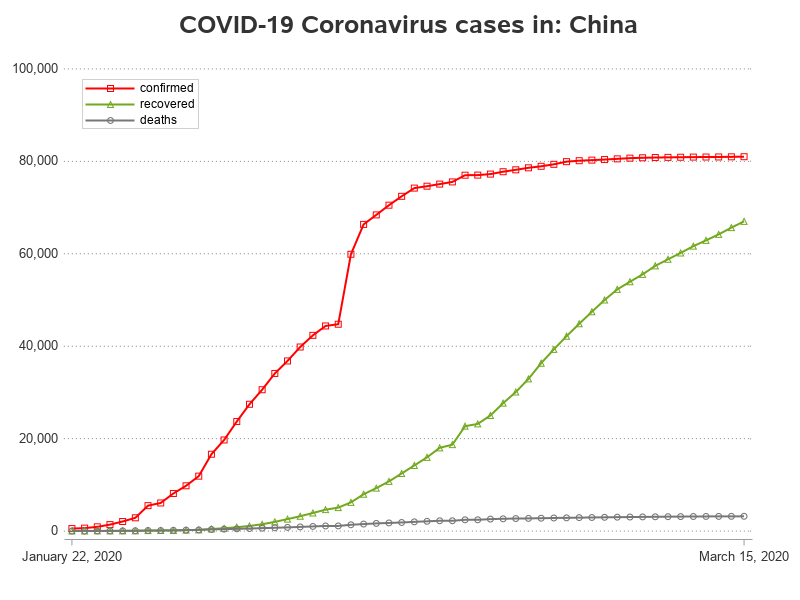 COVID-19 Coronavirus cases in: China
100,000
confirmed
recovered
deaths
80,000
60,000
40,000
20,000
0
January 22, 2020
March 15, 2020